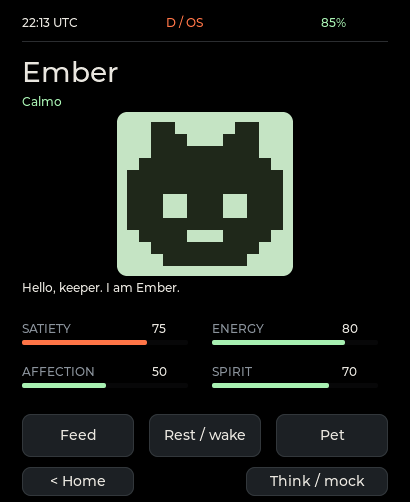 22:13 UTC D / OS 85%
Ember
Calmo
Hello, keeper. I am Ember.
SATIETY 75 ENERGY 80
AFFECTION 50 SPIRIT 70
Feed Rest / wake Pet
< Home Think / mock